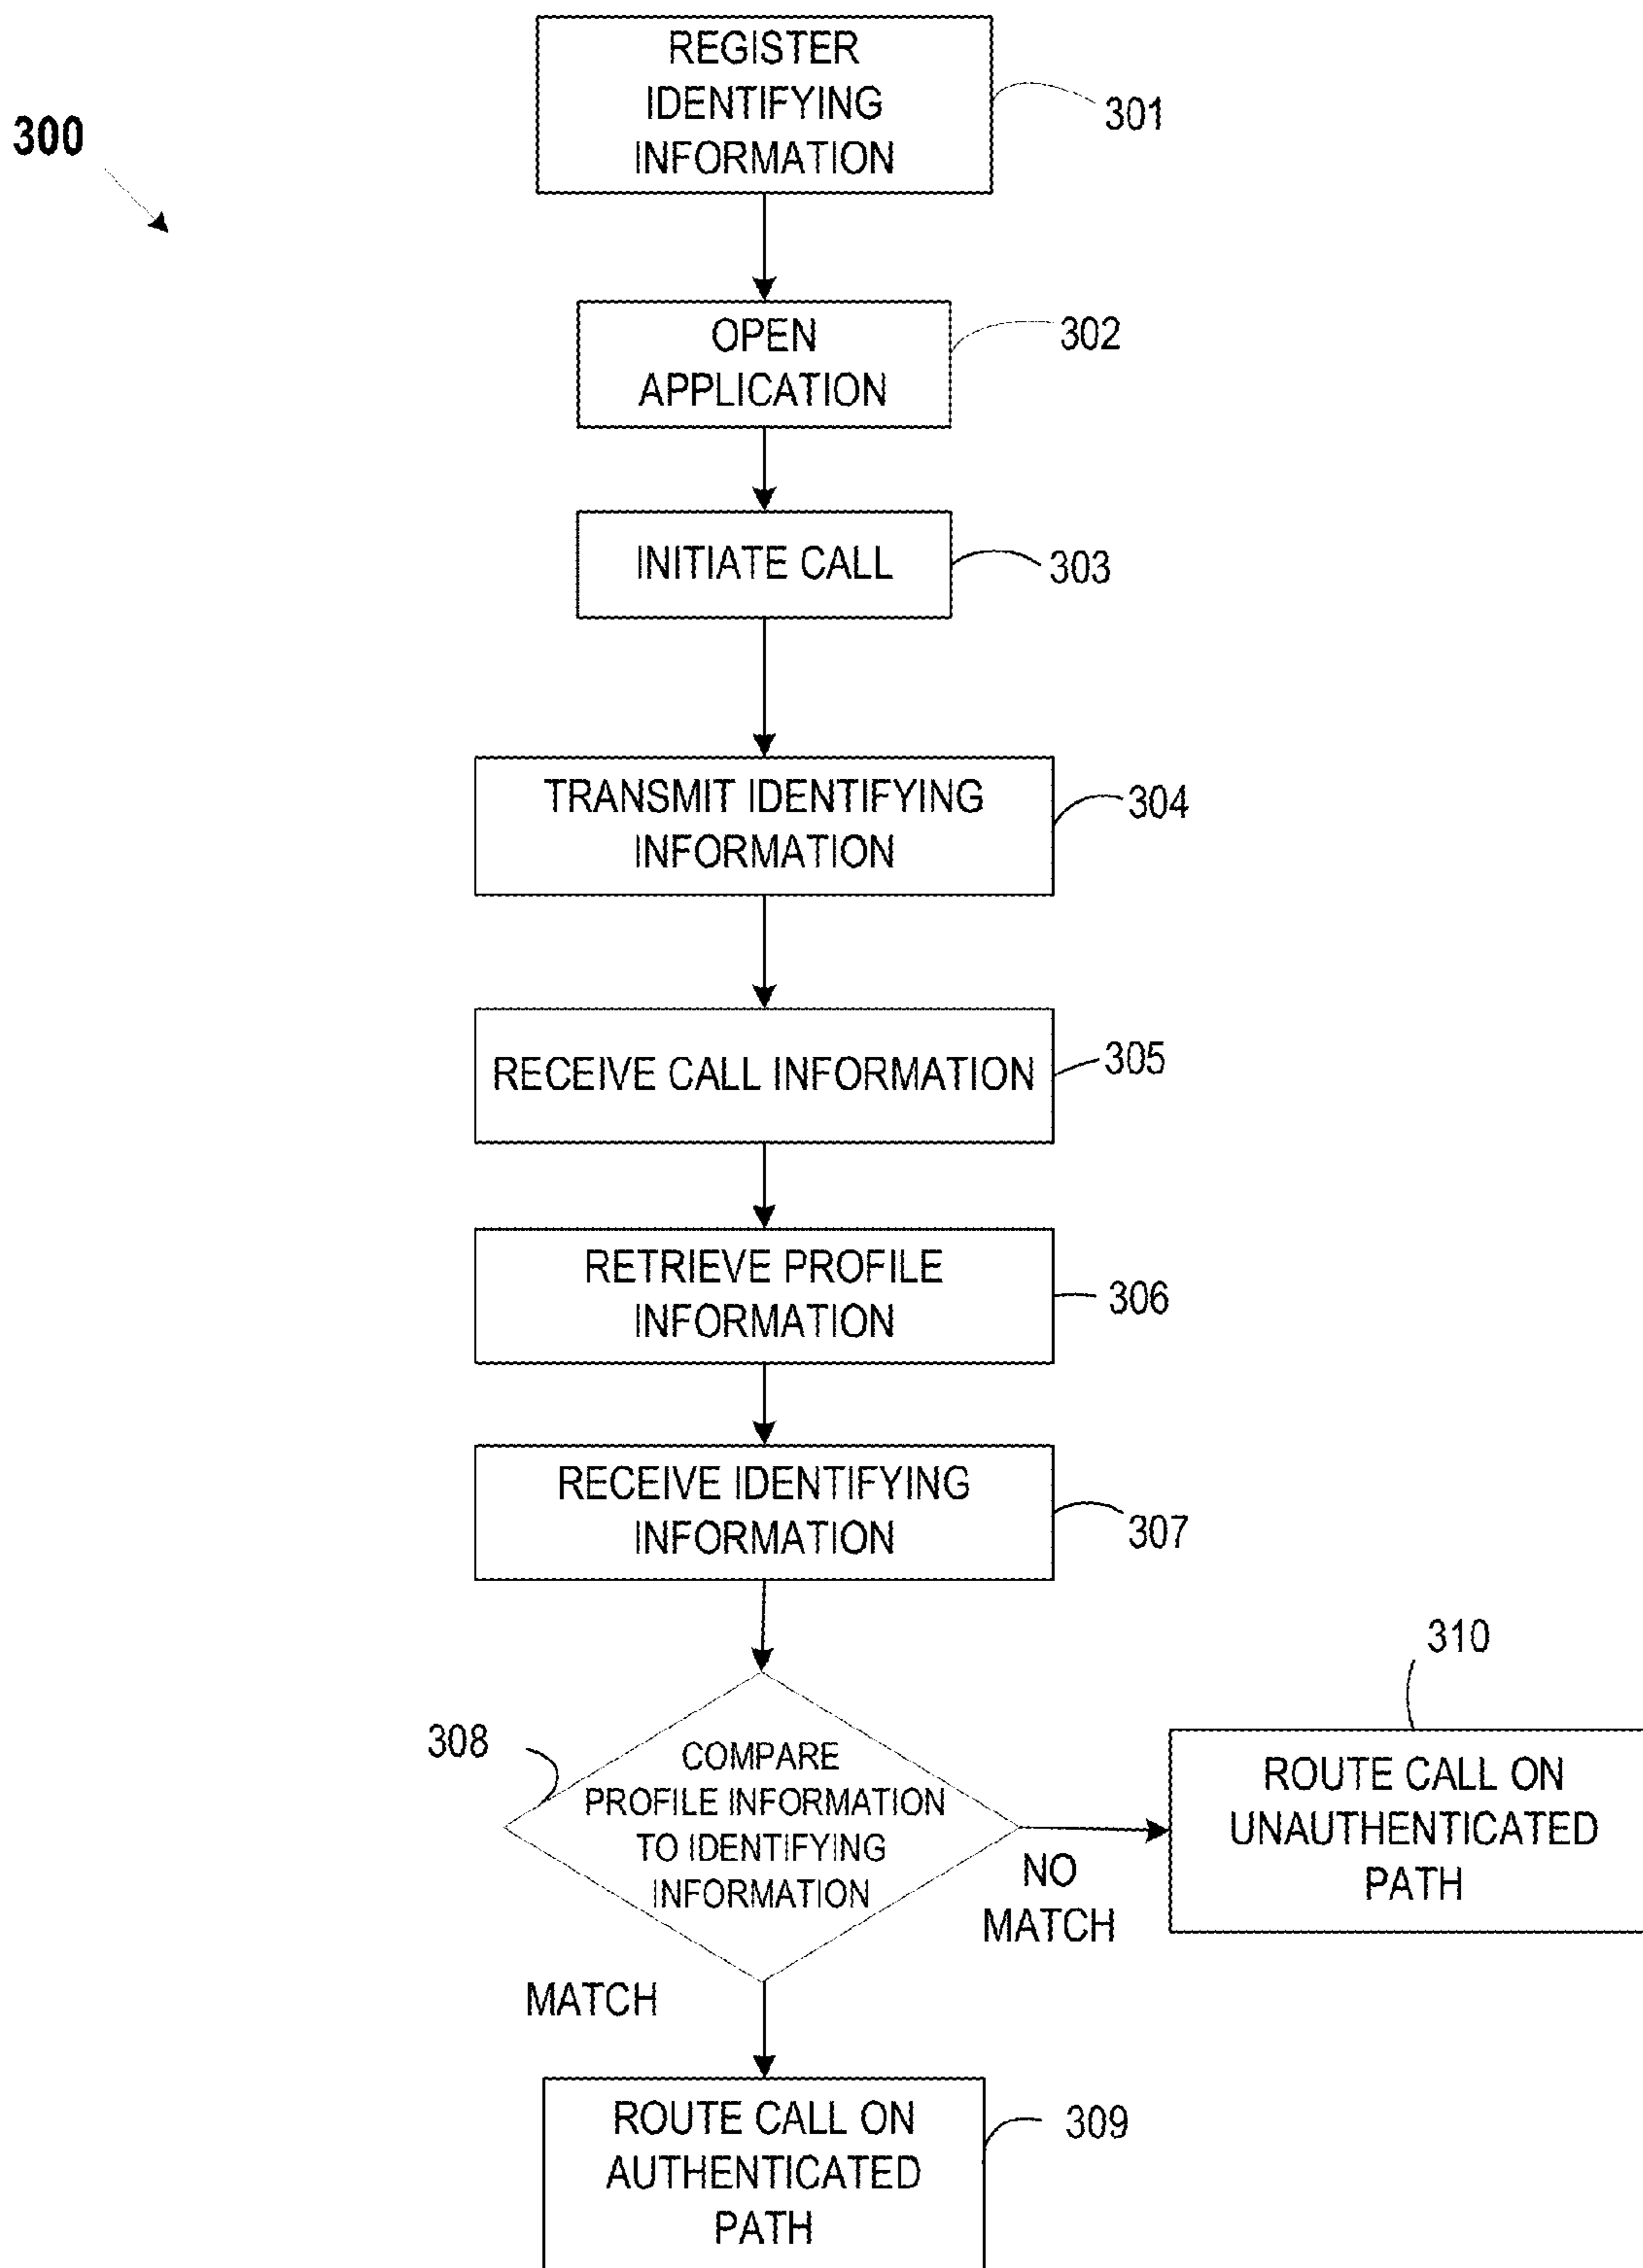 REGISTER
IDENTIFYING
INFORMATION
301
300
OPEN
APPLICATION
302
INITIATE CALL
303
TRANSMIT IDENTIFYING
INFORMATION
304
RECEIVE CALL INFORMATION
305
RETRIEVE PROFILE
INFORMATION
306
RECEIVE IDENTIFYING
INFORMATION
307
308
COMPARE
PROFILE INFORMATION
TO IDENTIFYING
INFORMATION
NO
MATCH
310
ROUTE CALL ON
UNAUTHENTICATED
PATH
MATCH
ROUTE CALL ON
AUTHENTICATED
PATH
309